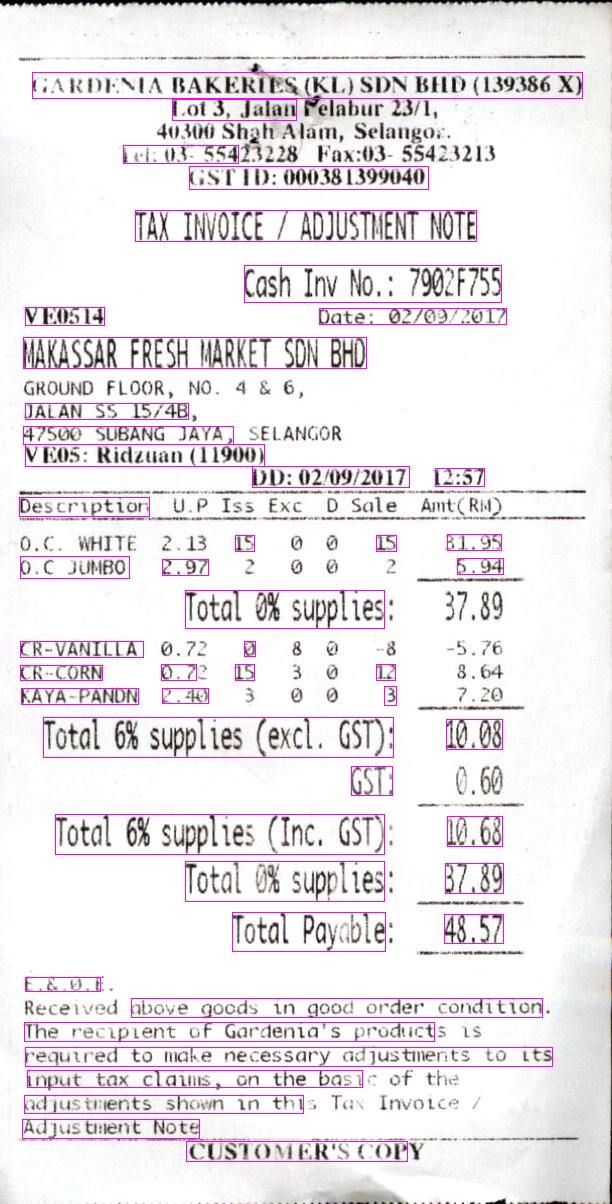 GARDENIA BAKERIES (KL) SDN BHD (139386 X)
Lot 3, Jalan Pelabur 23/1,
40300 Shah Alam, Selangor.
Tel: 03- 55423228 Fax:03- 55423213
GST ID: 000381399040
TAX INVOICE / ADJUSTMENT NOTE
Cash Inv No.: 7902F755
VE0514 Date: 02/09/2017
MAKASSAR FRESH MARKET SDN BHD
GROUND FLOOR, NO. 4 & 6,
JALAN SS 15/4B,
47500 SUBANG JAYA, SELANGOR
VE05: Ridzuan (11900)
DD: 02/09/2017 12:57
Description U.P Iss Exc D Sale Amt(RM)
O.C. WHITE 2.13 15 0 0 15 31.95
O.C JUMBO 2.97 2 0 0 2 5.94
Total 0% supplies: 37.89
CR-VANILLA 0.72 0 8 0 -8 -5.76
CR-CORN 0.72 15 3 0 12 8.64
KAYA-PANDN 2.40 3 0 0 3 7.20
Total 6% supplies (excl. GST): 10.08
GST: 0.60
Total 6% supplies (Inc. GST): 10.68
Total 0% supplies: 37.89
Total Payable: 48.57
E.&.O.E.
Received above goods in good order condition.
The recipient of Gardenia's products is
required to make necessary adjustments to its
input tax claims, on the basic of the
adjustments shown in this Tax Invoice /
Adjustment Note
CUSTOMER'S COPY